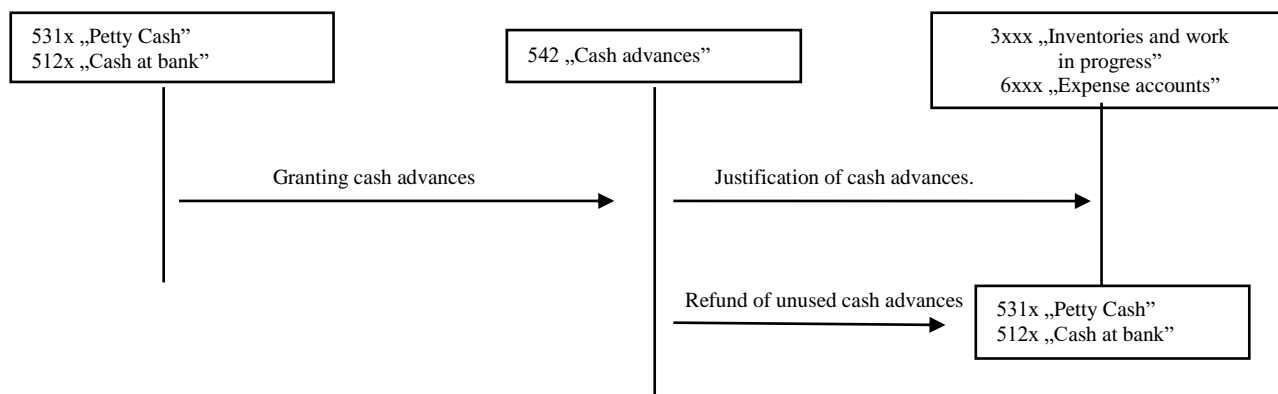 531x „Petty Cash”
512x „Cash at bank”
542 „Cash advances”
3xxx „Inventories and work
in progress”
6xxx „Expense accounts”
Granting cash advances
Justification of cash advances.
Refund of unused cash advances
531x „Petty Cash”
512x „Cash at bank”